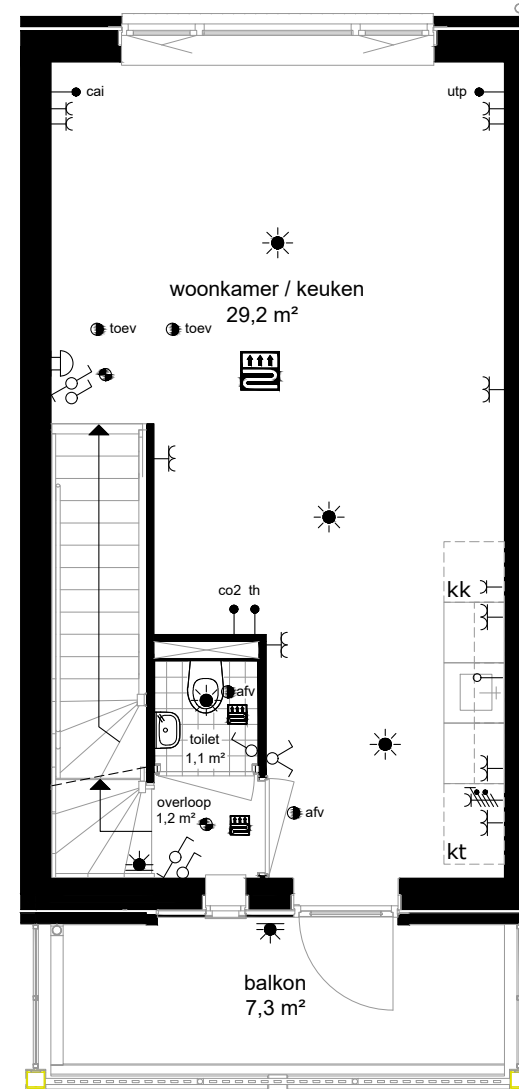 cai
utp
woonkamer / keuken
29,2 m²
toev
toev
kk
co2 th
afv
toilet
1,1 m²
overloop
1,2 m²
afv
kt
balkon
7,3 m²